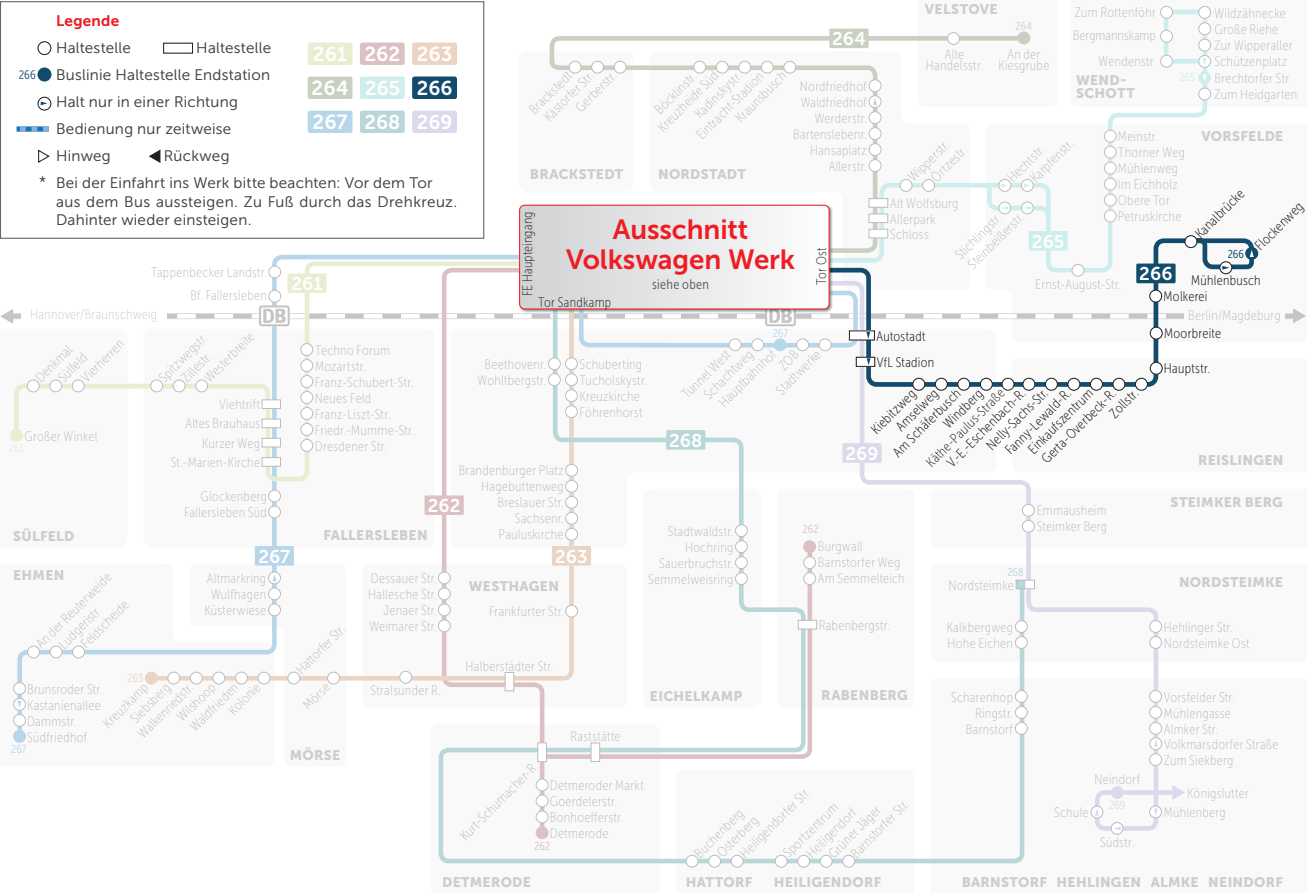 Legende
Haltestelle
Haltestelle
266 Buslinie Haltestelle Endstation
Halt nur in einer Richtung
Bedienung nur zeitweise
Hinweg
Rückweg
* Bei der Einfahrt ins Werk bitte beachten: Vor dem Tor
aus dem Bus aussteigen. Zu Fuß durch das Drehkreuz.
Dahinter wieder einsteigen.
261 262 263
264 265 266
267 268 269
VELSTOVE
264
264
Alte
Handelsstr.
An der
Kiesgrube
Brackstedt
Kästorfer Str.
Gerberstr.
BRACKSTEDT
Böcklinstr.
Kreuzheide Süd
Kadinskystr.
Eintracht-Stadion
Krausnbusch
NORDSTADT
Nordfriedhof
Waldfriedhof
Werderstr.
Bartenslebenr.
Hansaplatz
Allerstr.
Zum Rottenföhr
Bergmannskamp
Wendenstr.
WEND-
SCHOTT
Wildzähnecke
Große Riehe
Zur Wipperaller
Schützenplatz
265
Brechtorfer Str.
Zum Heidgarten
VORSFELDE
Meinstr.
Thorner Weg
Mühlenweg
Im Eichholz
Obere Tor
Petruskirche
Wipperstr.
Ortzestr.
Hechtstr.
Karpfenstr.
Stichlingstr.
Steinbeißerstr.
265
Ernst-August-Str.
Alt Wolfsburg
Allerpark
Schloss
Ausschnitt
Volkswagen Werk
siehe oben
FE Haupteingang
Tor Sandkamp
Tor Ost
Kanalbrücke
266
Flockenweg
266
Mühlenbusch
Molkerei
Moorbreite
Hauptstr.
Tappenbecker Landstr.
Bf. Fallersleben
261
Hannover/Braunschweig
DB
DB
Berlin/Magdeburg
Autostadt
VfL Stadion
267
Tunnel West
Schachtweg
Hauptbahnhof
ZOB
Stadtwerke
Kiebitzweg
Amselweg
Am Schäferbusch
Windberg
Käthe-Paulus-Straße
V.-E.-Eschenbach-R.
Nelly-Sachs-Str.
Fanny-Lewald-R.
Einkaufszentrum
Gerta-Overbeck-R.
Zollstr.
REISLINGEN
Denkmal
Sülfeld
Vierherren
Großer Winkel
261
SÜLFELD
Spitzwegstr.
Zillestr.
Westerbreite
Techno Forum
Mozartstr.
Franz-Schubert-Str.
Neues Feld
Franz-Liszt-Str.
Friedr.-Mumme-Str.
Dresdener Str.
Viehtrift
Altes Brauhaus
Kurzer Weg
St.-Marien-Kirche
Glockenberg
Fallersleben Süd
FALLERSLEBEN
Beethovenr.
Wohltbergstr.
Schuberting
Tucholskystr.
Kreuzkirche
Föhrenhorst
268
269
Brandenburger Platz
Hagebuttenweg
Breslauer Str.
Sachsenr.
Pauluskirche
262
263
267
EHMEN
An der Reuterweide
Ludgeristr.
Feldscheide
Altmarkring
Wulfhagen
Küsterwiese
Brunsroder Str.
Kastanienallee
Dammstr.
Südfriedhof
267
263
Kreuzkamp
Siebsberg
Walkenriedstr.
Wilshoop
Waldfrieden
Kolonie
Hattorfer Str.
Mörse
MÖRSE
Dessauer Str
Hallesche Str
Jenaer Str
Weimarer Str
WESTHAGEN
Frankfurter Str.
Halberstädter Str.
Stralsunder R.
Stadtwaldstr.
Hochring
Sauerbruchstr.
Semmelweisring
EICHELKAMP
262
Burgwall
Barnstorfer Weg
Am Semmelteich
Rabenbergstr.
RABENBERG
Emmausheim
Steimker Berg
STEIMKER BERG
268
Nordsteimke
NORDSTEIMKE
Kalkbergweg
Hohe Eichen
Hehlinger Str.
Nordsteimke Ost
Scharenhop
Ringstr.
Barnstorf
Vorsfelder Str.
Mühlengasse
Almker Str.
Volkmarsdorfer Straße
Zum Siekberg
Neindorf
269
Königslutter
Schule
Mühlenberg
Südstr.
Raststätte
Kurt-Schumacher-R.
Detmeroder Markt
Goerdelerstr.
Bonhoefferstr.
Detmerode
262
DETMERODE
Buchenberg
Osterberg
Heiligendorfer Str.
HATTORF
Sportzentrum
Heiligendorf
Grüner Jäger
Barnstorfer Str.
HEILIGENDORF
BARNSTORF
HEHLINGEN
ALMKE
NEINDORF